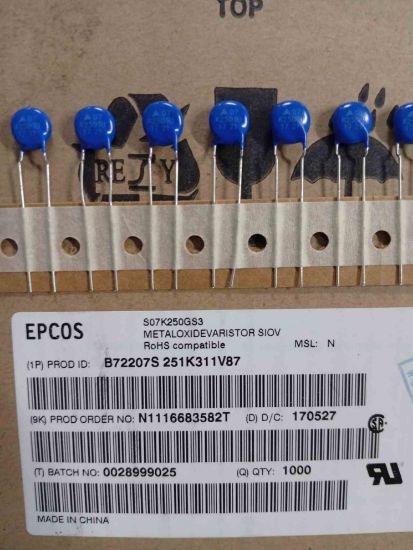 TOP
RE Y
EPCOS
S07K250GS3
METALOXIDEVARISTOR SIOV
RoHS compatible
MSL: N
(1P) PROD ID: B72207S 251K311V87
(9K) PROD ORDER NO: N1116683582T (D) D/C: 170527
(T) BATCH NO: 0028999025 (Q) QTY: 1000
MADE IN CHINA